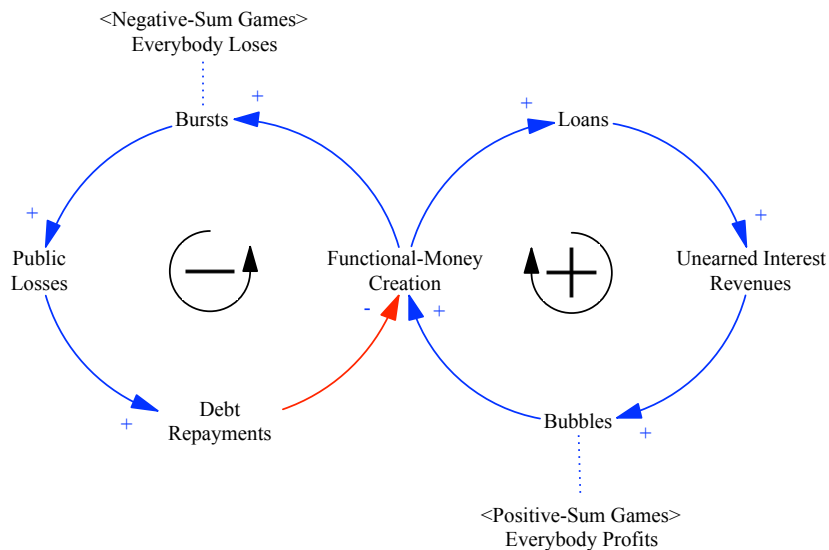 <Negative-Sum Games>
Everybody Loses
+
+
Bursts
Loans
+
+
Public
Losses
Functional-Money
Creation
Unearned Interest
Revenues
-
+
+
Debt
Repayments
Bubbles
+
<Positive-Sum Games>
Everybody Profits